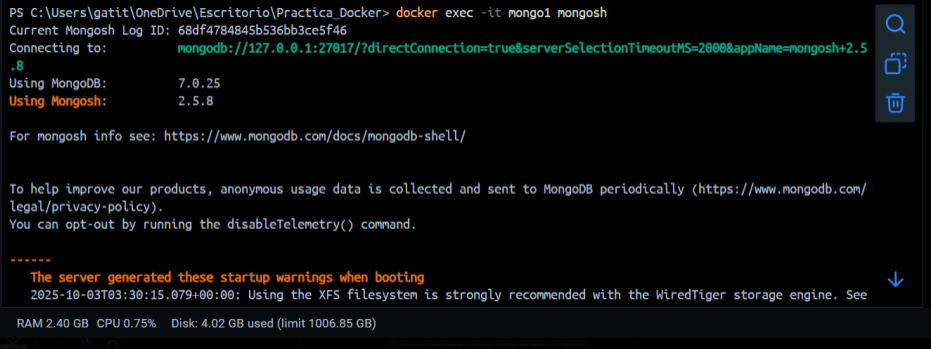 PS C:\Users\gatit\OneDrive\Escritorio\Practica_Docker> docker exec -it mongo1 mongosh
Current Mongosh Log ID: 68df4784845b536bb3ce5f46
Connecting to:          mongodb://127.0.0.1:27017/?directConnection=true&serverSelectionTimeoutMS=2000&appName=mongosh+2.5
.8
Using MongoDB:          7.0.25
Using Mongosh:          2.5.8
For mongosh info see: https://www.mongodb.com/docs/mongodb-shell/
To help improve our products, anonymous usage data is collected and sent to MongoDB periodically (https://www.mongodb.com/
legal/privacy-policy).
You can opt-out by running the disableTelemetry() command.
------
The server generated these startup warnings when booting
2025-10-03T03:30:15.079+00:00: Using the XFS filesystem is strongly recommended with the WiredTiger storage engine. See
RAM 2.40 GB CPU 0.75% Disk: 4.02 GB used (limit 1006.85 GB)